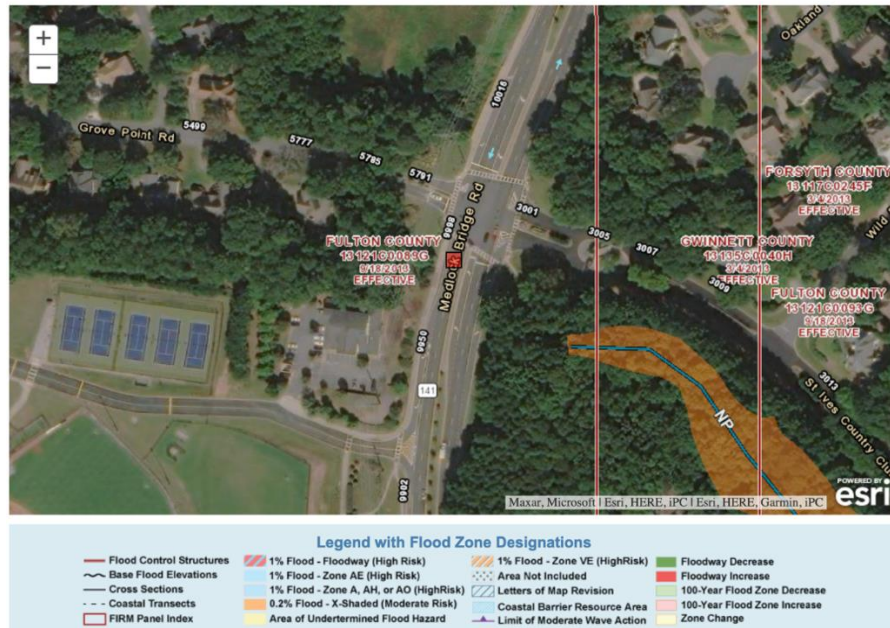 +
−
Oakland
10016
Grove Point Rd
5499
5777
5785
5791
9998
3001
3005
3007
3009
3013
FORSYTH COUNTY
13117C0245F
3/4/2013
EFFECTIVE
Wild
FULTON COUNTY
13121C0089G
9/18/2013
EFFECTIVE
Bridge Rd
GWINNETT COUNTY
13135C0040H
3/4/2013
EFFECTIVE
FULTON COUNTY
13121C0093G
9/18/2013
EFFECTIVE
9950
141
9902
NP
St Ives Country Clu
POWERED BY
esri
Maxar, Microsoft | Esri, HERE, iPC | Esri, HERE, Garmin, iPC
Legend with Flood Zone Designations
Flood Control Structures
Base Flood Elevations
Cross Sections
Coastal Transects
FIRM Panel Index
1% Flood - Floodway (High Risk)
1% Flood - Zone AE (High Risk)
1% Flood - Zone A, AH, or AO (HighRisk)
0.2% Flood - X-Shaded (Moderate Risk)
Area of Undertermined Flood Hazard
1% Flood - Zone VE (HighRisk)
Area Not Included
Letters of Map Revision
Coastal Barrier Resource Area
Limit of Moderate Wave Action
Floodway Decrease
Floodway Increase
100-Year Flood Zone Decrease
100-Year Flood Zone Increase
Zone Change